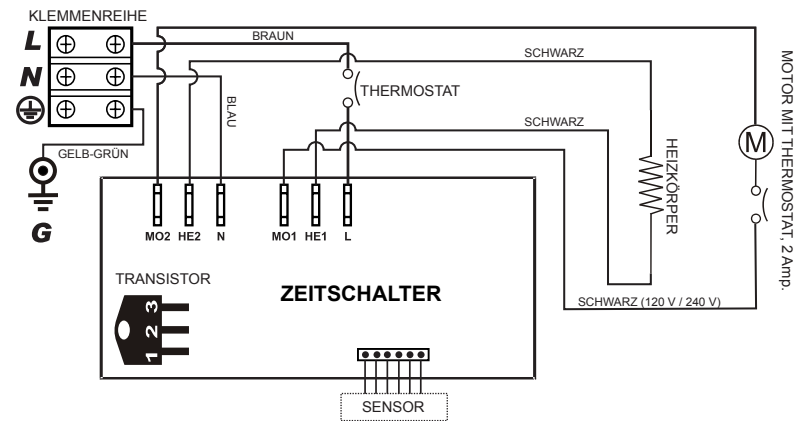 KLEMMENREIHE
L
N
G
BRAUN
SCHWARZ
THERMOSTAT
SCHWARZ
BLAU
GELB-GRÜN
HEIZKÖRPER
M
MOTOR MIT THERMOSTAT, 2 Amp.
MO2 HE2 N MO1 HE1 L
TRANSISTOR
3
2
1
ZEITSCHALTER
SCHWARZ (120 V / 240 V)
SENSOR